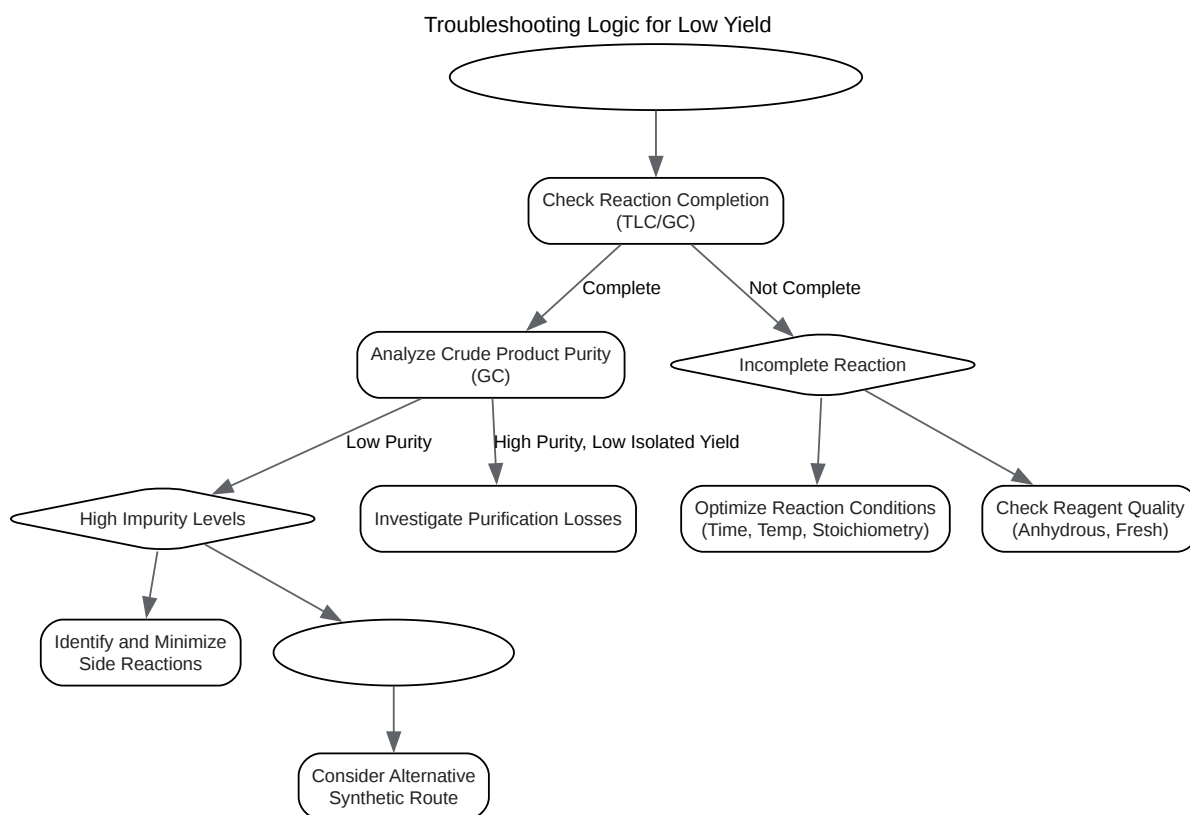 Troubleshooting Logic for Low Yield
Check Reaction Completion
(TLC/GC)
Complete
Not Complete
Analyze Crude Product Purity
(GC)
Incomplete Reaction
Low Purity
High Purity, Low Isolated Yield
High Impurity Levels
Investigate Purification Losses
Optimize Reaction Conditions
(Time, Temp, Stoichiometry)
Check Reagent Quality
(Anhydrous, Fresh)
Identify and Minimize
Side Reactions
Consider Alternative
Synthetic Route